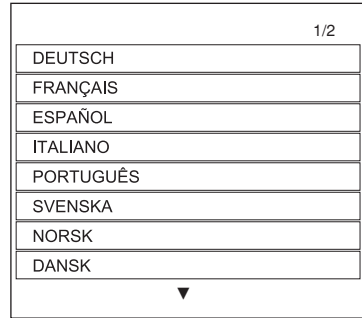 1/2
DEUTSCH
FRANÇAIS
ESPAÑOL
ITALIANO
PORTUGUÊS
SVENSKA
NORSK
DANSK
▼